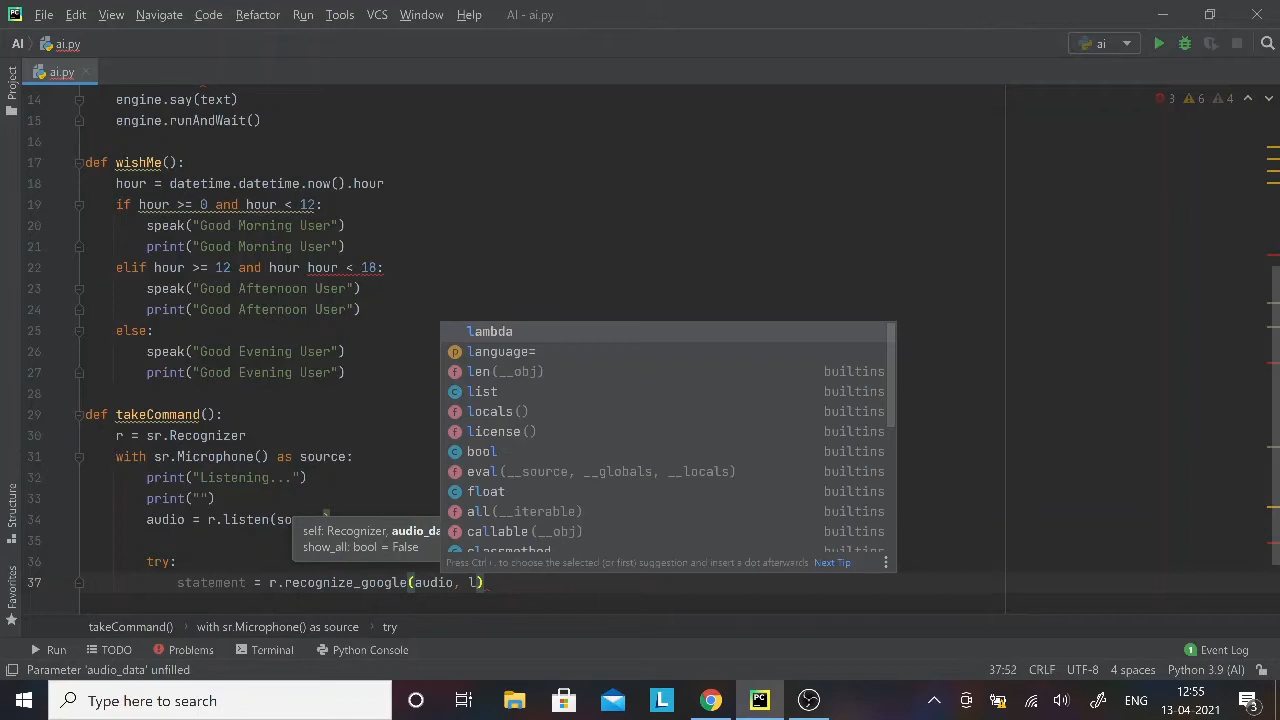 File Edit View Navigate Code Refactor Run Tools VCS Window Help AI - ai.py
AI ai.py ai
ai.py
Project
14 engine.say(text) 3 6 4
15 engine.runAndWait()
16
17 def wishMe():
18 hour = datetime.datetime.now().hour
19 if hour >= 0 and hour < 12:
20 speak("Good Morning User")
21 print("Good Morning User")
22 elif hour >= 12 and hour hour < 18:
23 speak("Good Afternoon User")
24 print("Good Afternoon User")
25 else:
26 speak("Good Evening User")
27 print("Good Evening User")
28
29 def takeCommand():
30 r = sr.Recognizer
31 with sr.Microphone() as source:
32 print("Listening...")
33 print("")
34 audio = r.listen(so
36 try:
37 statement = r.recognize_google(audio, l)
lambda
language=
len(__obj) builtins
list builtins
locals() builtins
license() builtins
bool builtins
eval(__source, __globals, __locals) builtins
float builtins
all(__iterable) builtins
callable(__obj) builtins
classmethod builtins
Press Ctrl+. to choose the selected (or first) suggestion and insert a dot afterwards Next Tip
self: Recognizer, audio_da
show_all: bool = False
Structure
Favorites
takeCommand() with sr.Microphone() as source try
Run TODO Problems Terminal Python Console 1 Event Log
Parameter 'audio_data' unfilled 37:52 CRLF UTF-8 4 spaces Python 3.9 (AI)
Type here to search L ENG 12:55
13-04-2021 3